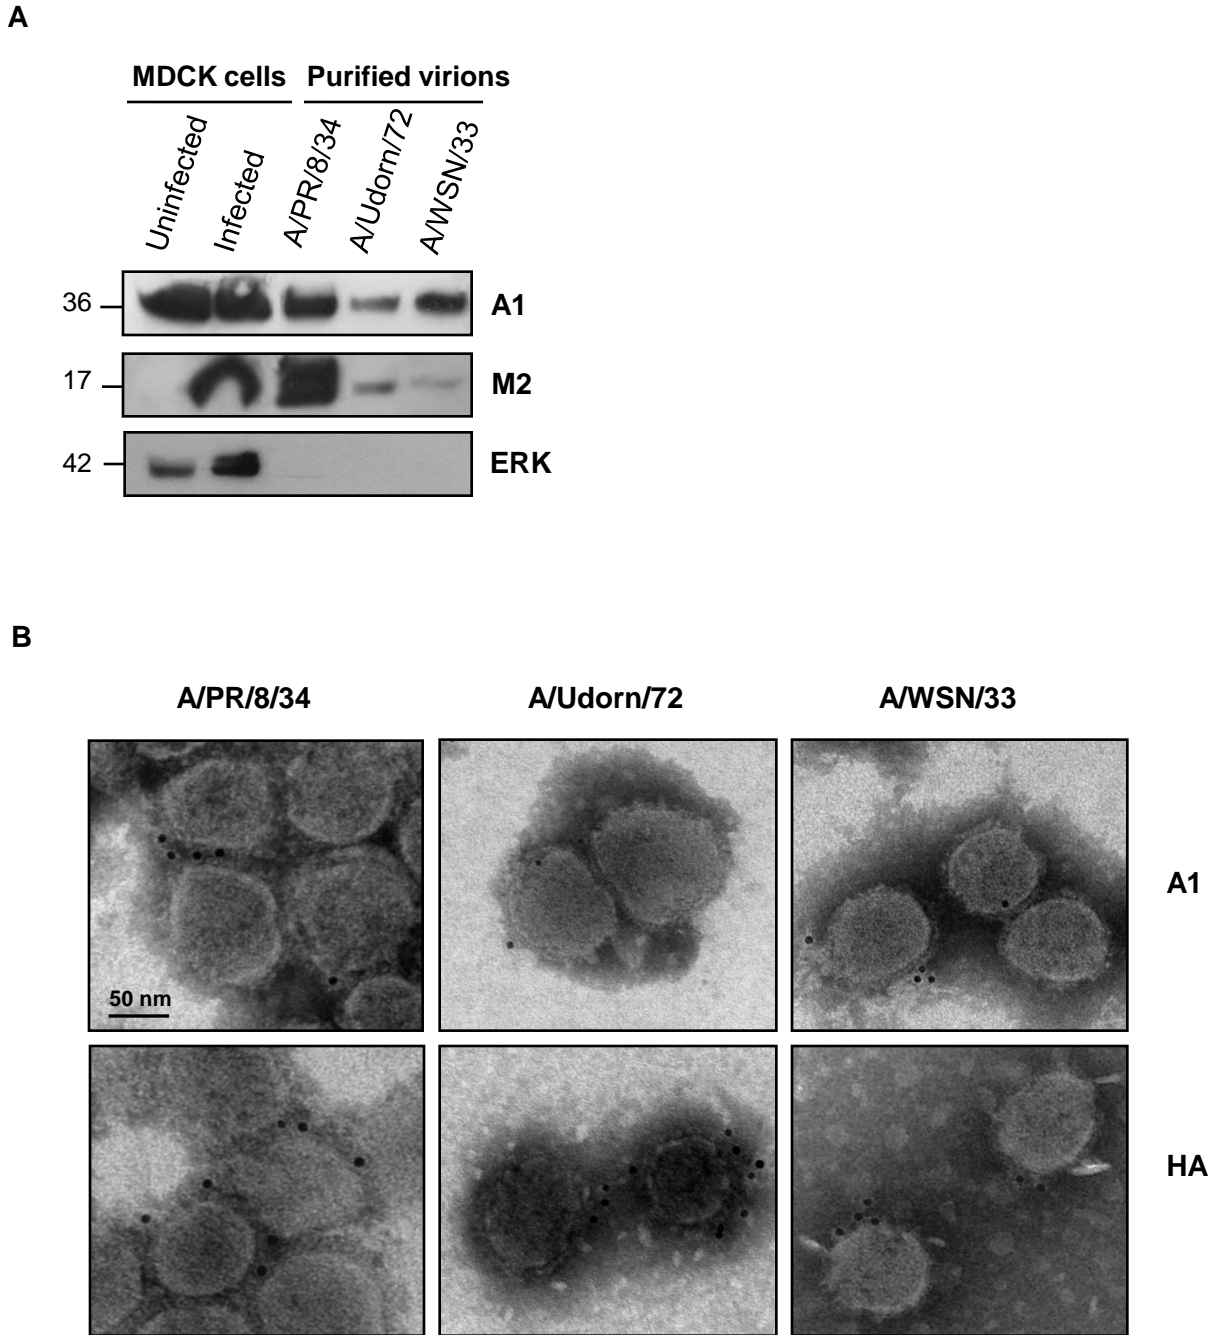 A
MDCK cells
Purified virions
Uninfected
Infected
A/PR/8/34
A/Udorn/72
A/WSN/33
36
A1
17
M2
42
ERK
B
A/PR/8/34
A/Udorn/72
A/WSN/33
50 nm
A1
HA